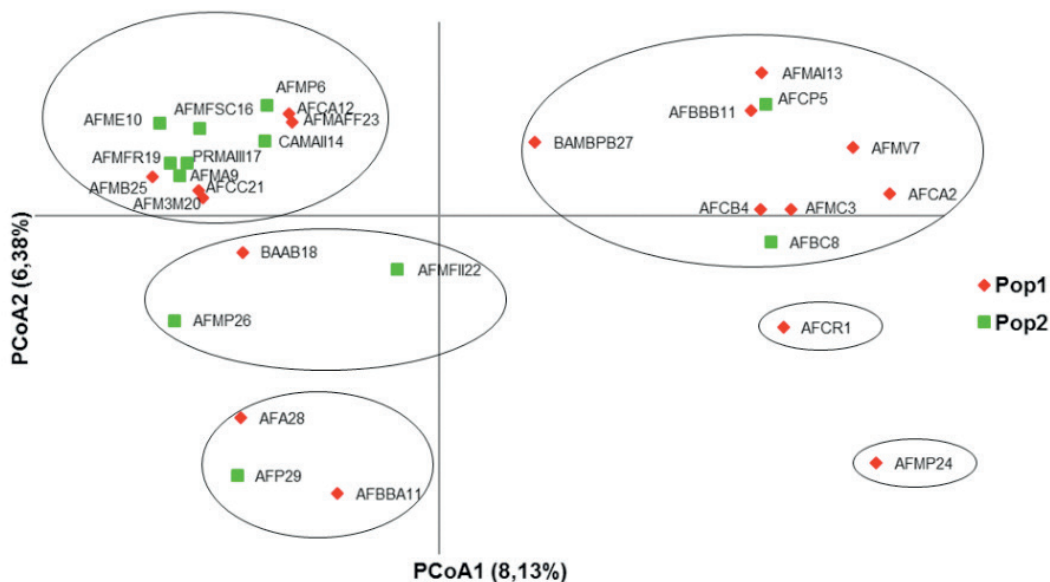 AFMP6
AFMFSC16
AFCA12
AFME10
AFMAFF23
CAMAII14
AFMFR19
PRMAIII17
AFMA9
AFMB25
AFCC21
AFM3M20
AFMAI13
AFCP5
AFBBB11
BAMBPB27
AFMV7
AFCA2
AFCB4
AFMC3
AFBC8
BAAB18
AFMFII22
AFMP26
AFCR1
AFA28
AFP29
AFBBA11
AFMP24
Pop1
Pop2
PCoA2 (6,38%)
PCoA1 (8,13%)